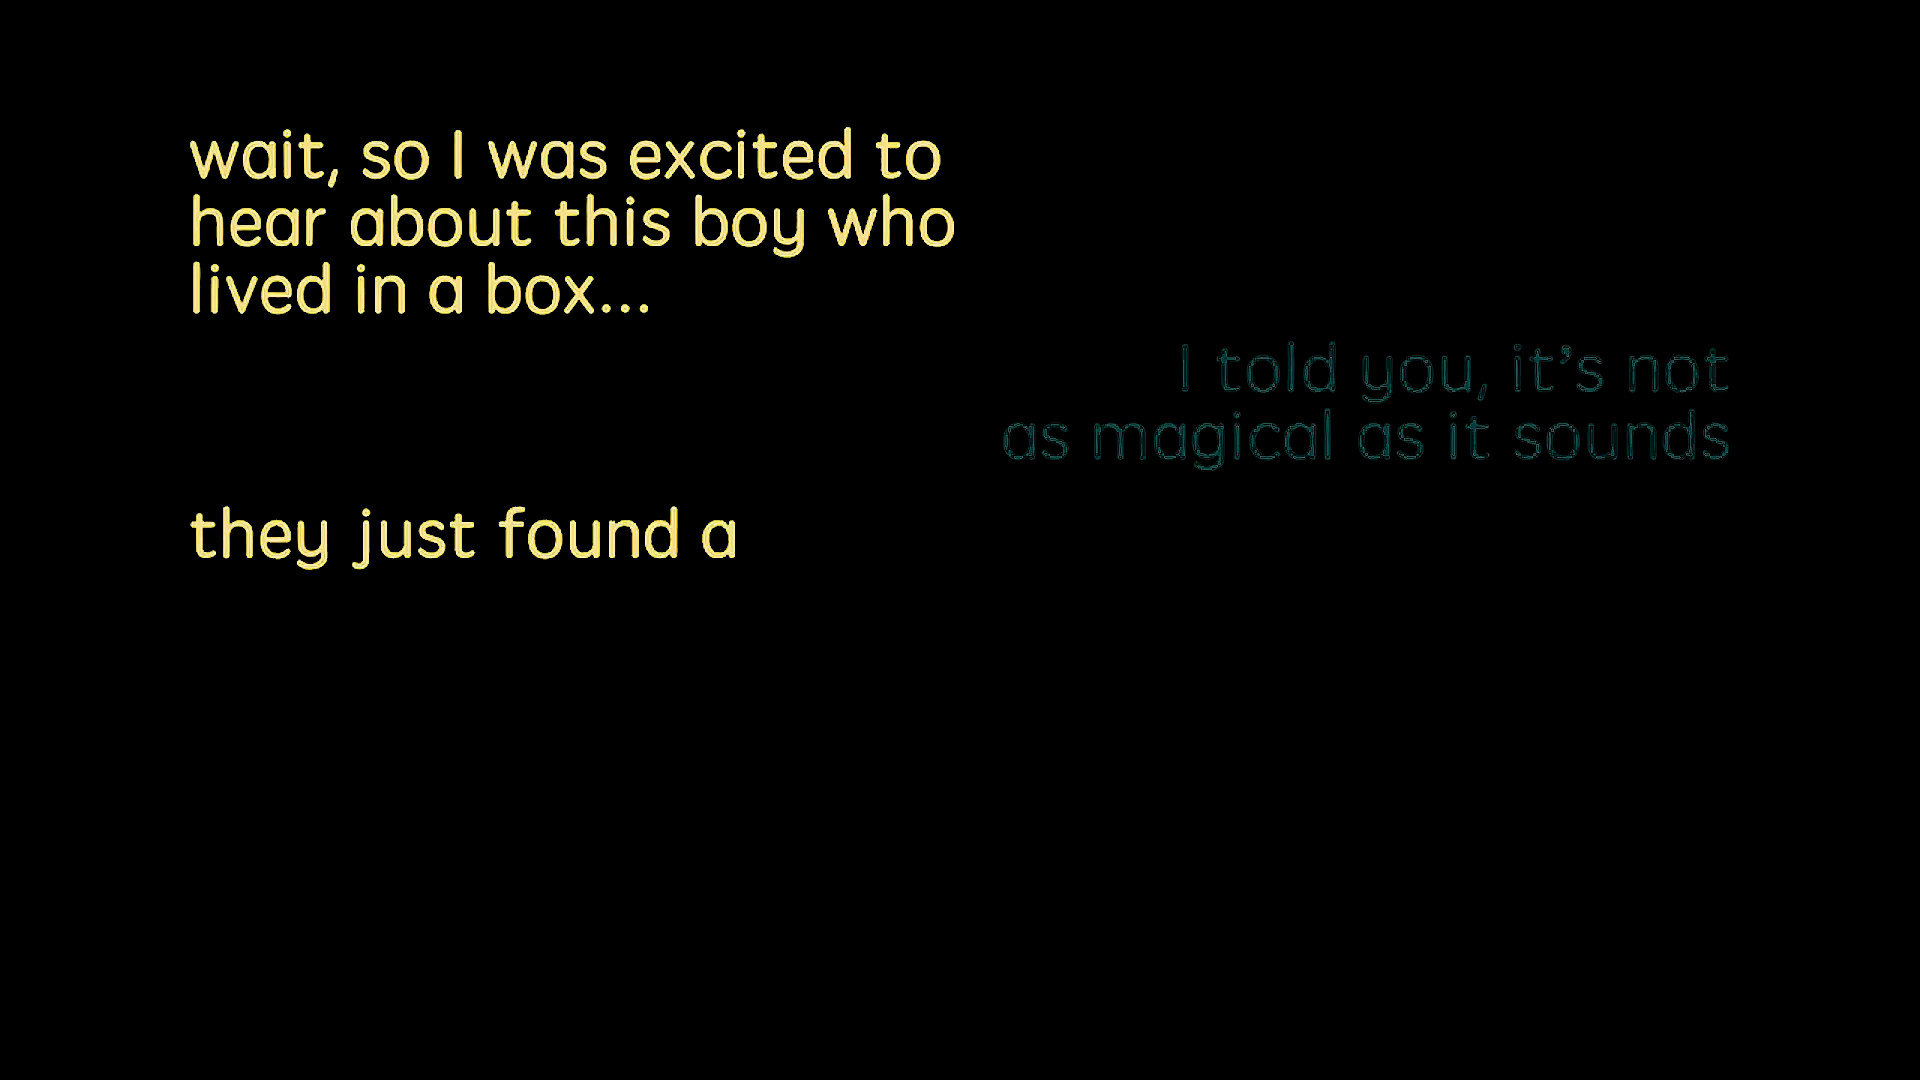 wait, so I was excited to
hear about this boy who
lived in a box...
I told you, it’s not
as magical as it sounds
they just found a